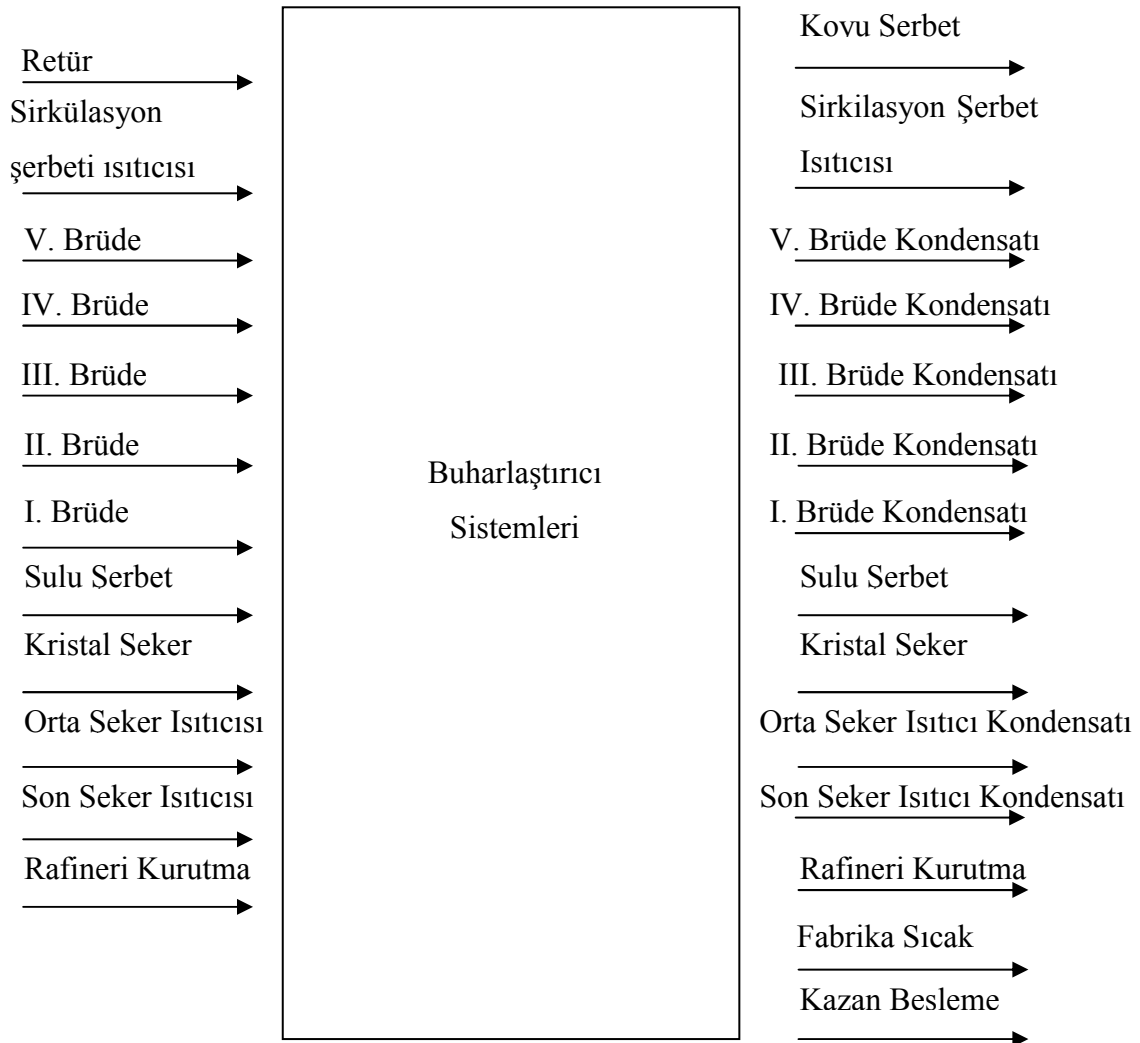 Retür
Sirkülasyon
şerbeti ısıtıcısı
V. Brüde
IV. Brüde
III. Brüde
II. Brüde
I. Brüde
Sulu Serbet
Kristal Seker
Orta Seker Isıtıcısı
Son Seker Isıtıcısı
Rafineri Kurutma
Buharlaştırıcı
Sistemleri
Kovu Serbet
Sirkilasyon Şerbet
Isıtıcısı
V. Brüde Kondensatı
IV. Brüde Kondensatı
III. Brüde Kondensatı
II. Brüde Kondensatı
I. Brüde Kondensatı
Sulu Serbet
Kristal Seker
Orta Seker Isıtıcı Kondensatı
Son Seker Isıtıcı Kondensatı
Rafineri Kurutma
Fabrika Sıcak
Kazan Besleme